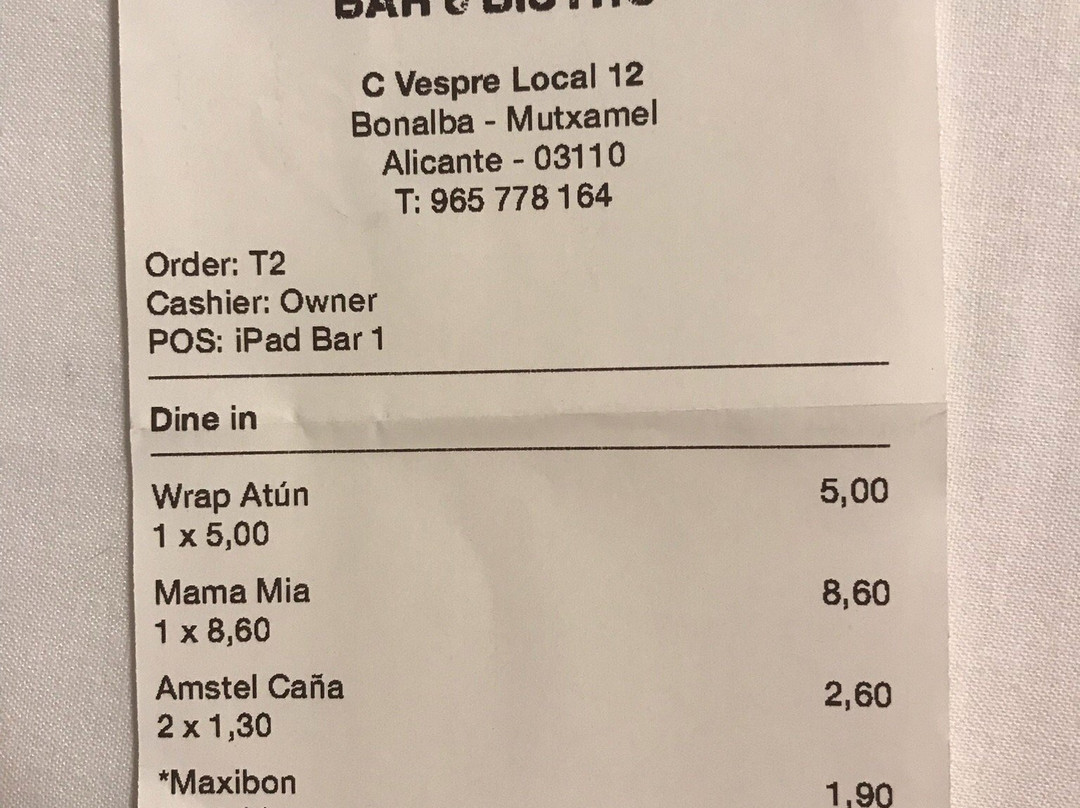 BAR & BISTRO
C Vespre Local 12
Bonalba - Mutxamel
Alicante - 03110
T: 965 778 164
Order: T2
Cashier: Owner
POS: iPad Bar 1
Dine in
Wrap Atún 5,00
1 x 5,00
Mama Mia 8,60
1 x 8,60
Amstel Caña 2,60
2 x 1,30
*Maxibon 1,90